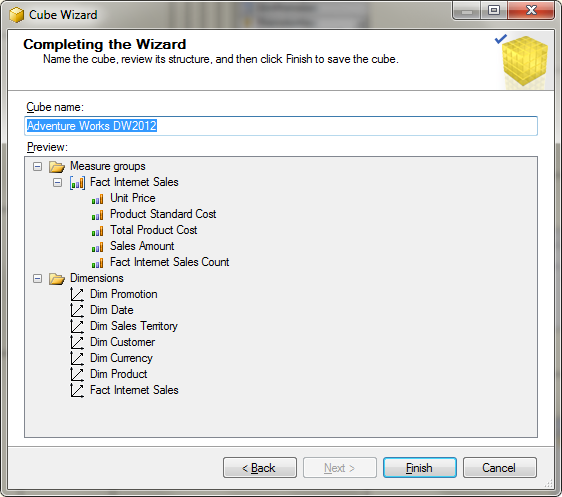 Cube Wizard
Completing the Wizard
Name the cube, review its structure, and then click Finish to save the cube.
Cube name:
Adventure Works DW2012
Preview:
Measure groups
Fact Internet Sales
Unit Price
Product Standard Cost
Total Product Cost
Sales Amount
Fact Internet Sales Count
Dimensions
Dim Promotion
Dim Date
Dim Sales Territory
Dim Customer
Dim Currency
Dim Product
Fact Internet Sales
< Back Next > Finish Cancel